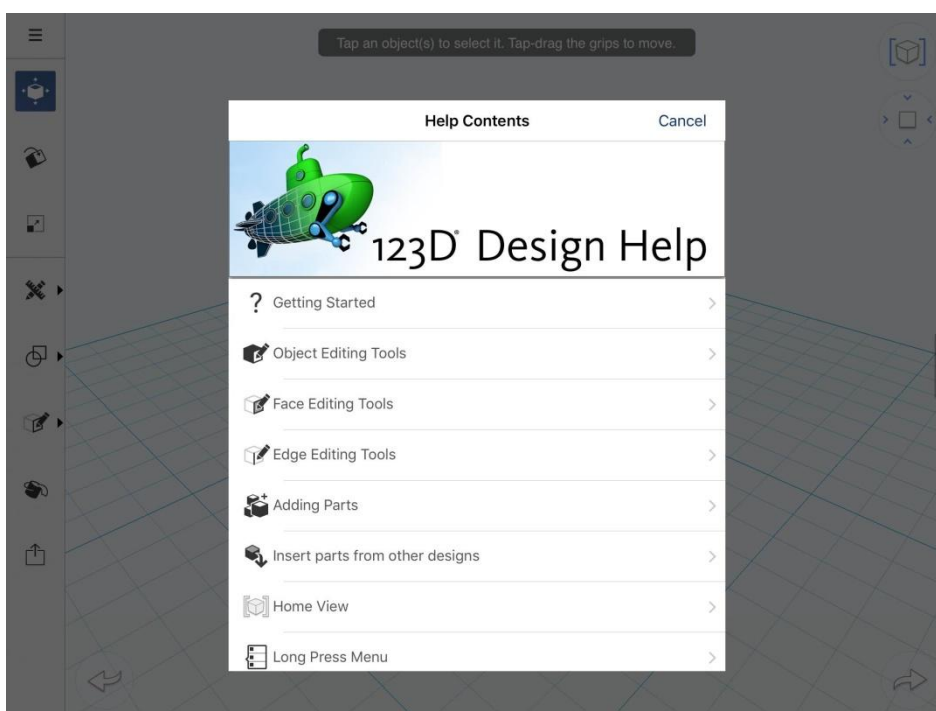 Tap an object(s) to select it. Tap-drag the grips to move.
Help Contents
Cancel
123D® Design Help
? Getting Started
Object Editing Tools
Face Editing Tools
Edge Editing Tools
Adding Parts
Insert parts from other designs
Home View
Long Press Menu